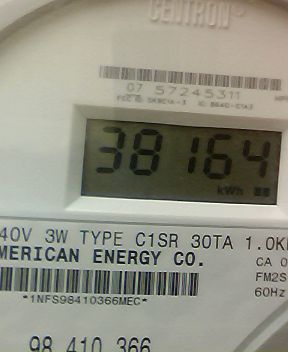 CENTRON®
07 57245311
38164
kWh
40V 3W TYPE C1SR 30TA 1.0K
MERICAN ENERGY CO.
CA 0
FM2S
60Hz
*1NFS98410366MEC*
98 410 366